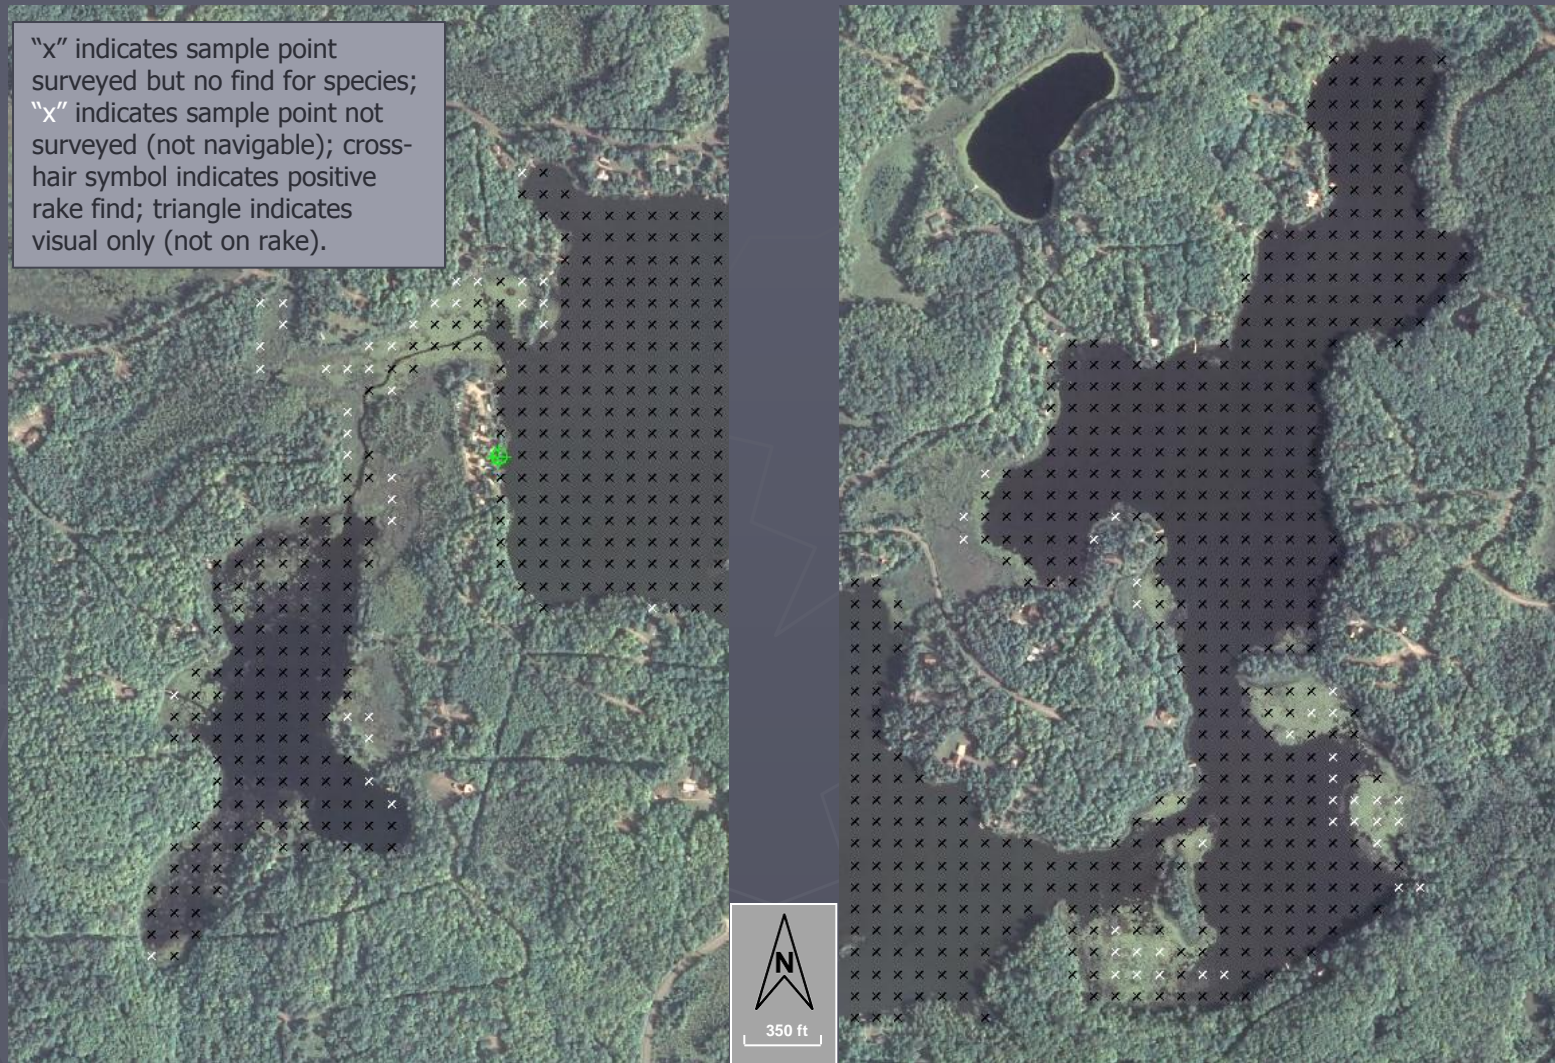 “x” indicates sample point
surveyed but no find for species;
“x” indicates sample point not
surveyed (not navigable); cross-
hair symbol indicates positive
rake find; triangle indicates
visual only (not on rake).
N
350 ft